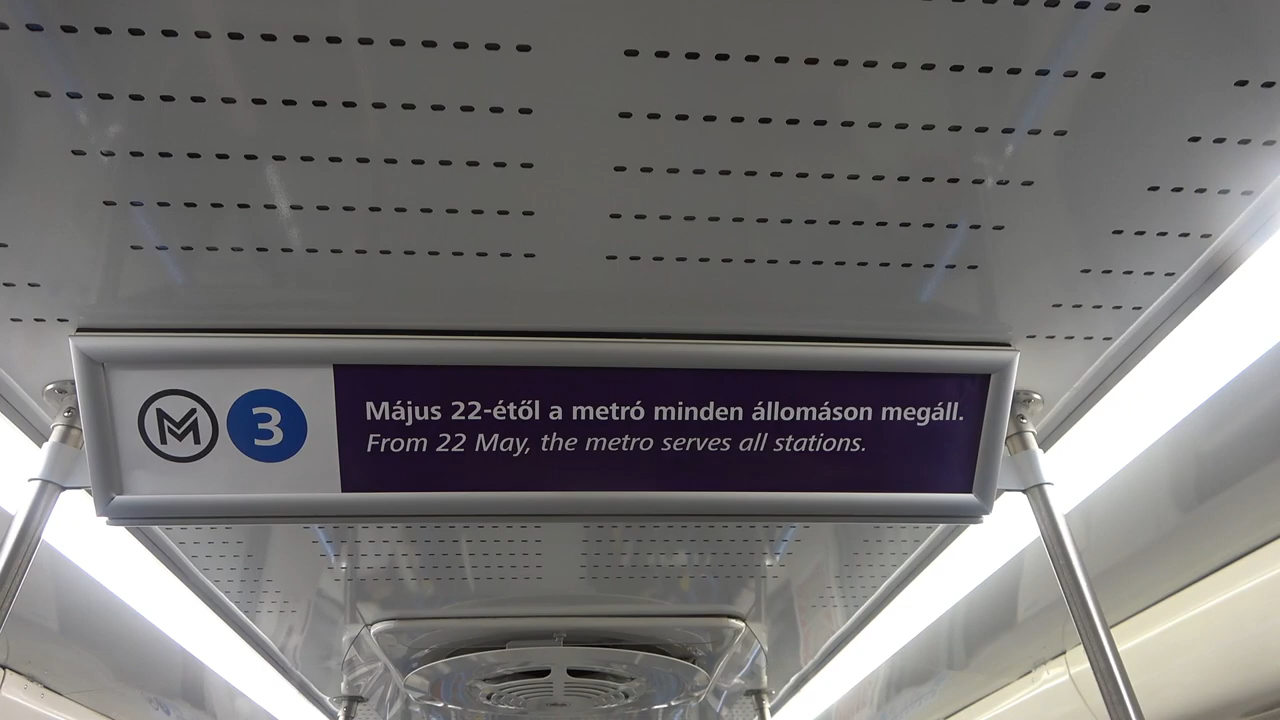 M 3
Május 22-étől a metró minden állomáson megáll.
From 22 May, the metro serves all stations.